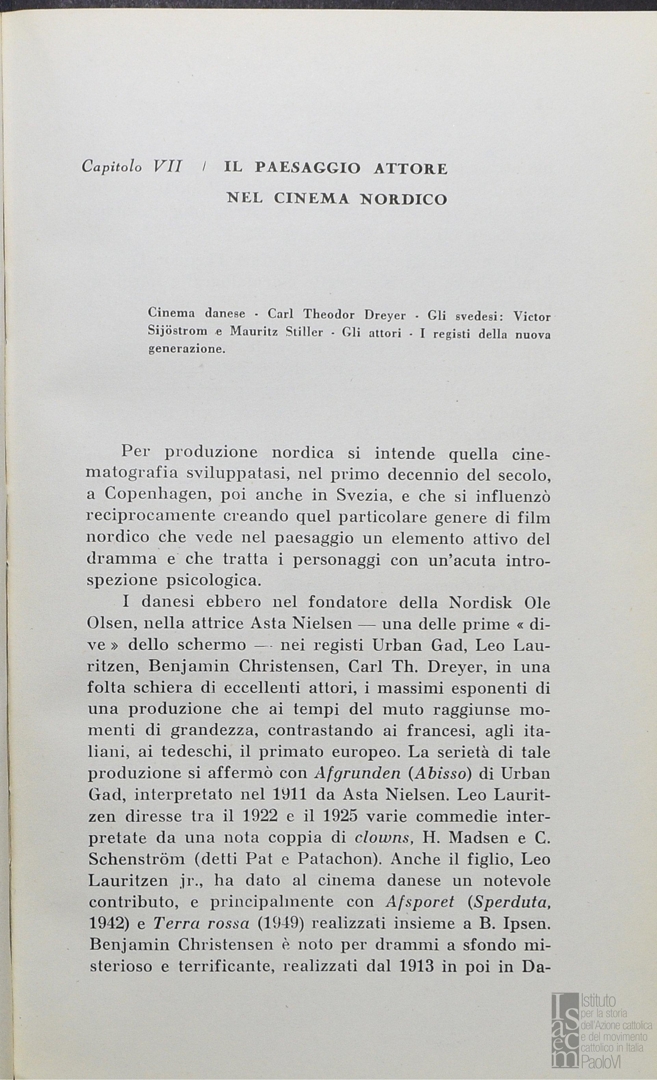 Capitolo VII / IL PAESAGGIO ATTORE
NEL CINEMA NORDICO
Cinema danese - Carl Theodor Dreyer - Gli svedesi: Victor
Sijöstrom e Mauritz Stiller - Gli attori - I registi della nuova
generazione.
Per produzione nordica si intende quella cine-
matografia sviluppatasi, nel primo decennio del secolo,
a Copenhagen, poi anche in Svezia, e che si influenzò
reciprocamente creando quel particolare genere di film
nordico che vede nel paesaggio un elemento attivo del
dramma e che tratta i personaggi con un'acuta intro-
spezione psicologica.
I danesi ebbero nel fondatore della Nordisk Ole
Olsen, nella attrice Asta Nielsen — una delle prime « di-
ve » dello schermo — nei registi Urban Gad, Leo Lau-
ritzen, Benjamin Christensen, Carl Th. Dreyer, in una
folta schiera di eccellenti attori, i massimi esponenti di
una produzione che ai tempi del muto raggiunse mo-
menti di grandezza, contrastando ai francesi, agli ita-
liani, ai tedeschi, il primato europeo. La serietà di tale
produzione si affermò con Afgrunden (Abisso) di Urban
Gad, interpretato nel 1911 da Asta Nielsen. Leo Laurit-
zen diresse tra il 1922 e il 1925 varie commedie inter-
pretate da una nota coppia di clowns, H. Madsen e C.
Schenström (detti Pat e Patachon). Anche il figlio, Leo
Lauritzen jr., ha dato al cinema danese un notevole
contributo, e principalmente con Afsporet (Sperduta,
1942) e Terra rossa (1949) realizzati insieme a B. Ipsen.
Benjamin Christensen è noto per drammi a sfondo mi-
sterioso e terrificante, realizzati dal 1913 in poi in Da-
Isacem
Istituto
per la storia
dell'Azione cattolica
e del movimento
cattolico in Italia
PaoloVI